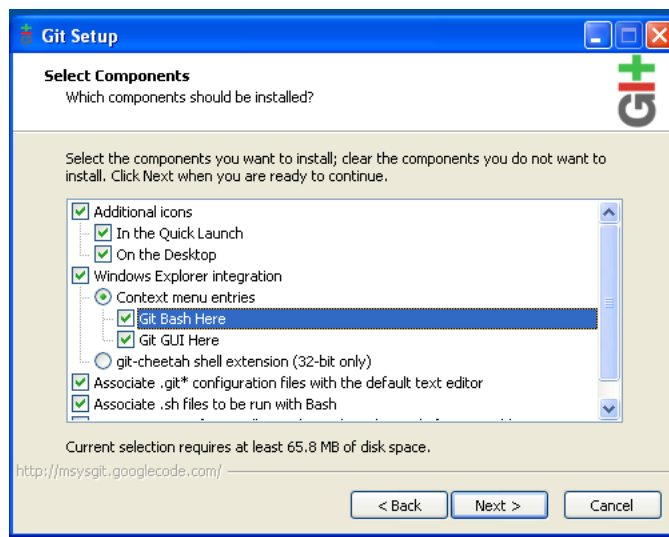 Git Setup
Select Components
Which components should be installed?
Git
Select the components you want to install; clear the components you do not want to
install. Click Next when you are ready to continue.
Additional icons
In the Quick Launch
On the Desktop
Windows Explorer integration
Context menu entries
Git Bash Here
Git GUI Here
git-cheetah shell extension (32-bit only)
Associate .git* configuration files with the default text editor
Associate .sh files to be run with Bash
Current selection requires at least 65.8 MB of disk space.
http://msysgit.googlecode.com/
< Back
Next >
Cancel